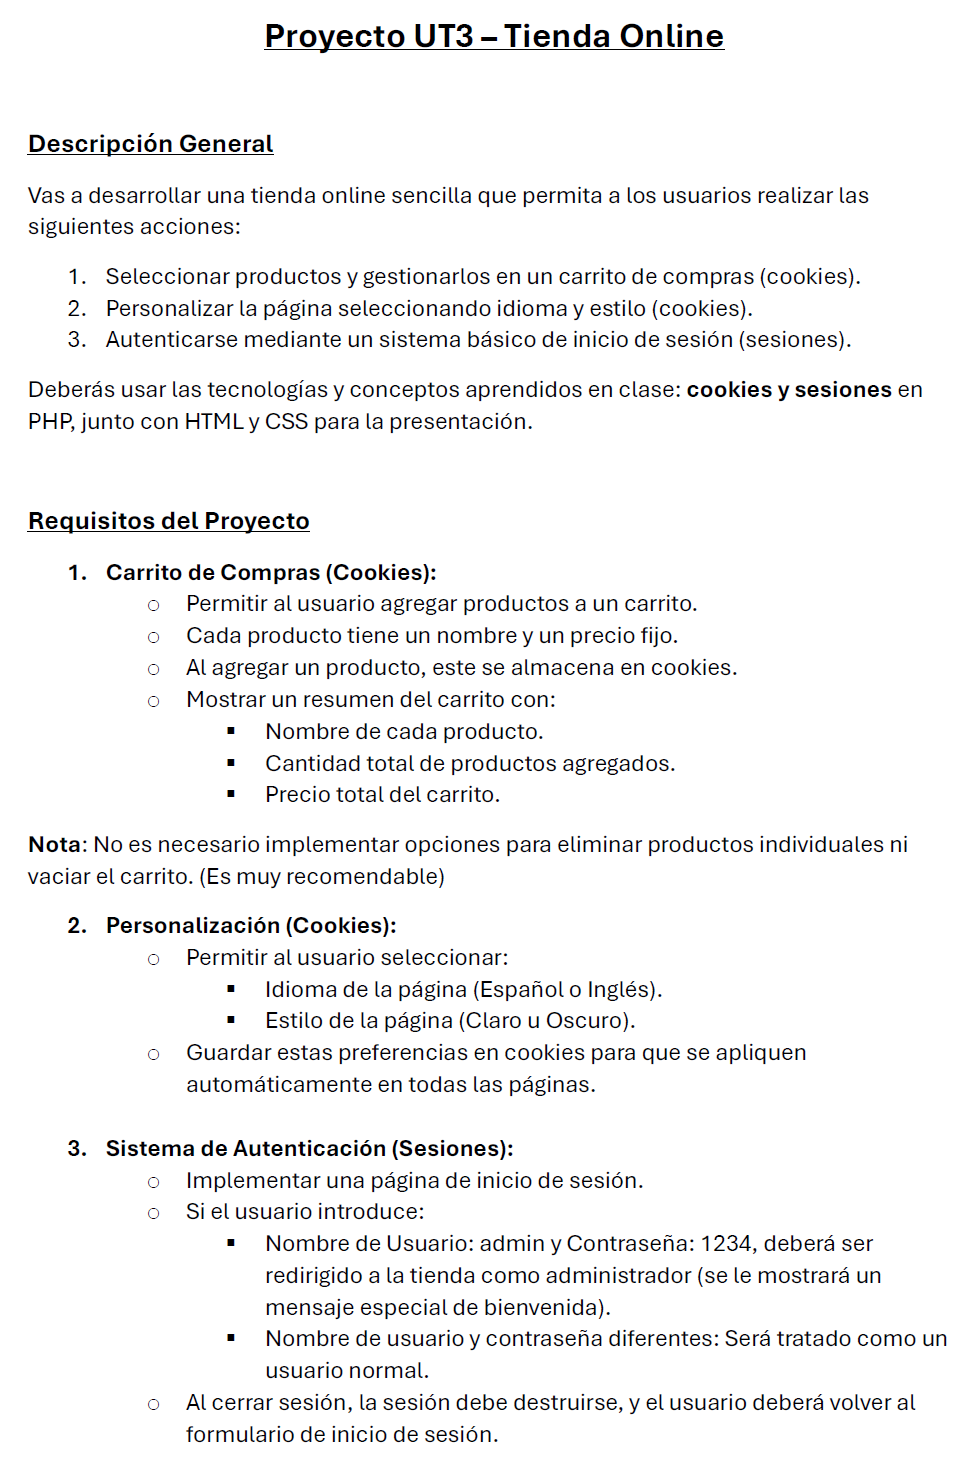 Proyecto UT3 – Tienda Online
Descripción General
Vas a desarrollar una tienda online sencilla que permita a los usuarios realizar las
siguientes acciones:
1. Seleccionar productos y gestionarlos en un carrito de compras (cookies).
2. Personalizar la página seleccionando idioma y estilo (cookies).
3. Autenticarse mediante un sistema básico de inicio de sesión (sesiones).
Deberás usar las tecnologías y conceptos aprendidos en clase: cookies y sesiones en
PHP, junto con HTML y CSS para la presentación.
Requisitos del Proyecto
1. Carrito de Compras (Cookies):
○ Permitir al usuario agregar productos a un carrito.
○ Cada producto tiene un nombre y un precio fijo.
○ Al agregar un producto, este se almacena en cookies.
○ Mostrar un resumen del carrito con:
▪ Nombre de cada producto.
▪ Cantidad total de productos agregados.
▪ Precio total del carrito.
Nota: No es necesario implementar opciones para eliminar productos individuales ni
vaciar el carrito. (Es muy recomendable)
2. Personalización (Cookies):
○ Permitir al usuario seleccionar:
▪ Idioma de la página (Español o Inglés).
▪ Estilo de la página (Claro u Oscuro).
○ Guardar estas preferencias en cookies para que se apliquen
automáticamente en todas las páginas.
3. Sistema de Autenticación (Sesiones):
○ Implementar una página de inicio de sesión.
○ Si el usuario introduce:
▪ Nombre de Usuario: admin y Contraseña: 1234, deberá ser
redirigido a la tienda como administrador (se le mostrará un
mensaje especial de bienvenida).
▪ Nombre de usuario y contraseña diferentes: Será tratado como un
usuario normal.
○ Al cerrar sesión, la sesión debe destruirse, y el usuario deberá volver al
formulario de inicio de sesión.